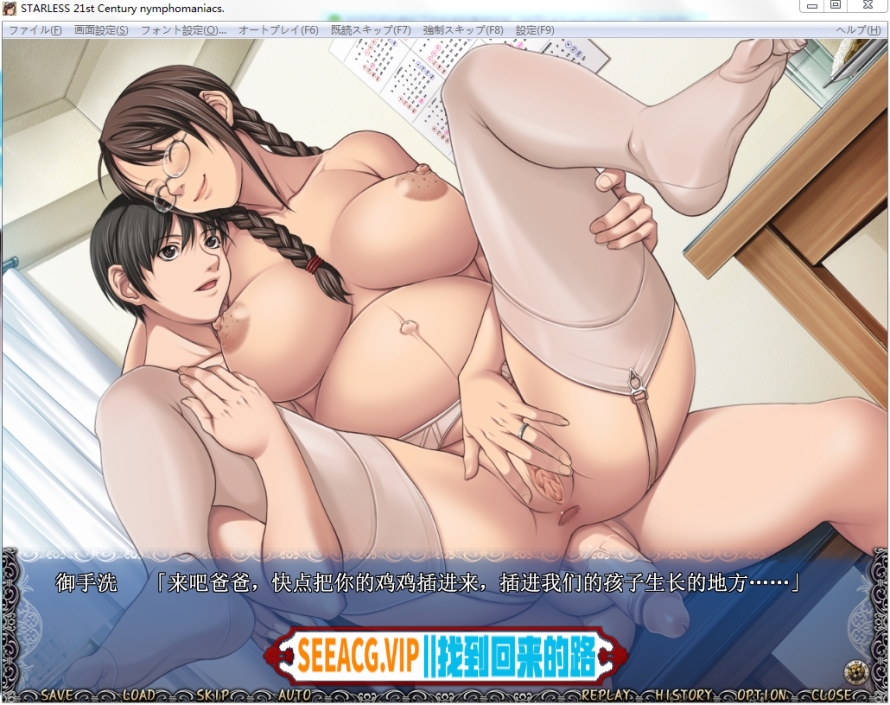 STARLESS 21st Century nymphomaniacs.
ファイル(F) 画面設定(S) フォント設定(O)... オートプレイ(F6) 既読スキップ(F7) 強制スキップ(F8) 設定(F9) ヘルプ(H)
御手洗 「来吧爸爸，快点把你的鸡鸡插进来，插进我们的孩子生长的地方……」
SEEACG.VIP||找到回来的路
SAVE LOAD SKIP AUTO REPLAY HISTORY OPTION CLOSE